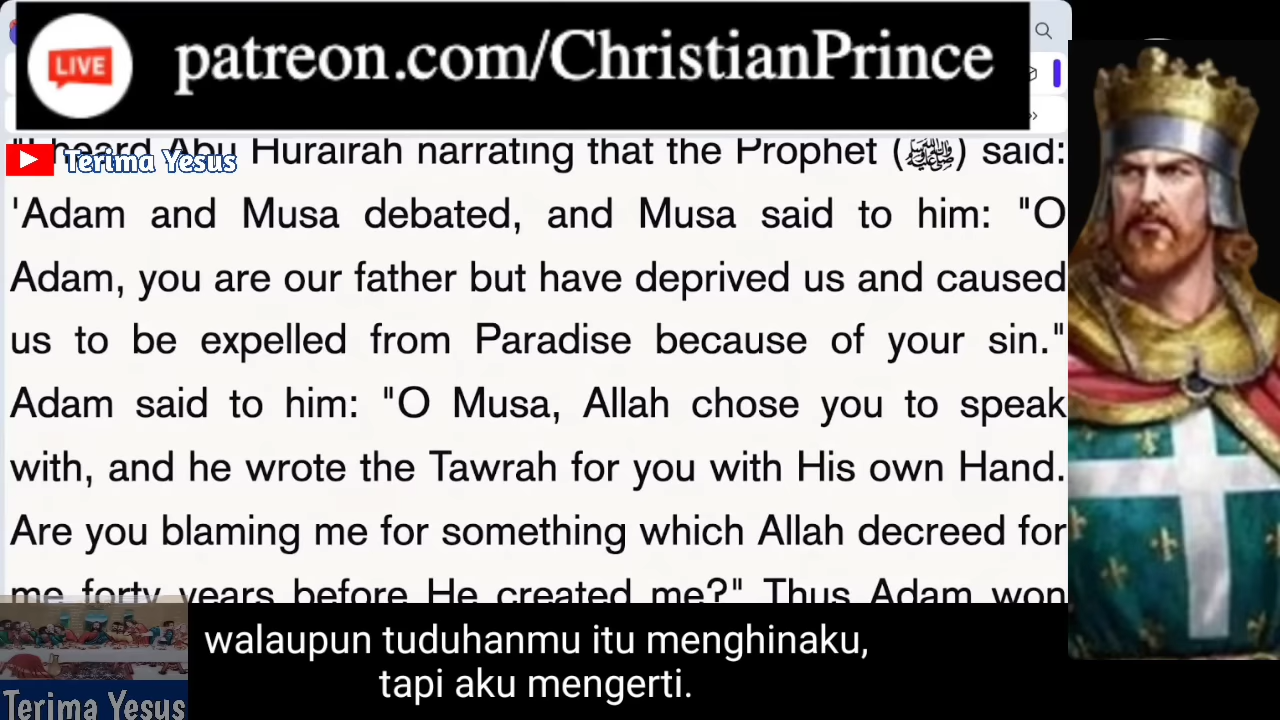 LIVE
patreon.com/ChristianPrince
Terima Yesus
heard Abu Hurairah narrating that the Prophet (ﷺ) said:
'Adam and Musa debated, and Musa said to him: "O
Adam, you are our father but have deprived us and caused
us to be expelled from Paradise because of your sin."
Adam said to him: "O Musa, Allah chose you to speak
with, and he wrote the Tawrah for you with His own Hand.
Are you blaming me for something which Allah decreed for
me forty years before He created me?" Thus Adam won
walaupun tuduhanmu itu menghinaku,
tapi aku mengerti.
Terima Yesus